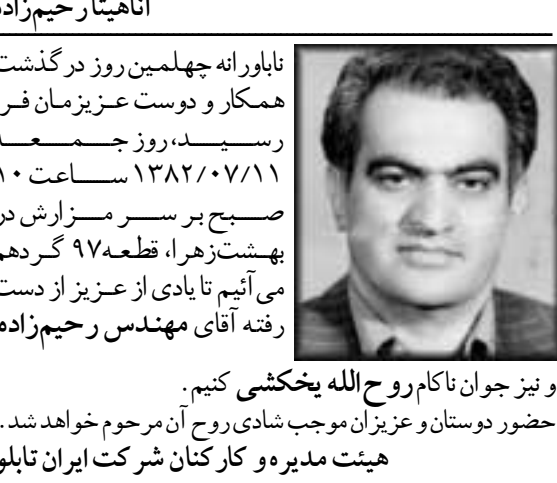 آناهیتا رحیم‌زاده
ناباورانه چهلمین روز درگذشت
همکار و دوست عزیزمان فر
رسید، روز جمعه
۱۳۸۲/۰۷/۱۱ ساعت ۱۰
صبح بر سر مزارش در
بهشت‌زهرا، قطعه ۹۷ گردهم
می‌آئیم تا یادی از عزیز از دست
رفته آقای مهندس رحیم‌زاده
و نیز جوان ناکام روح‌الله یخکشی کنیم.
حضور دوستان و عزیزان موجب شادی روح آن مرحوم خواهد شد.
هیئت مدیره و کارکنان شرکت ایران تابلو